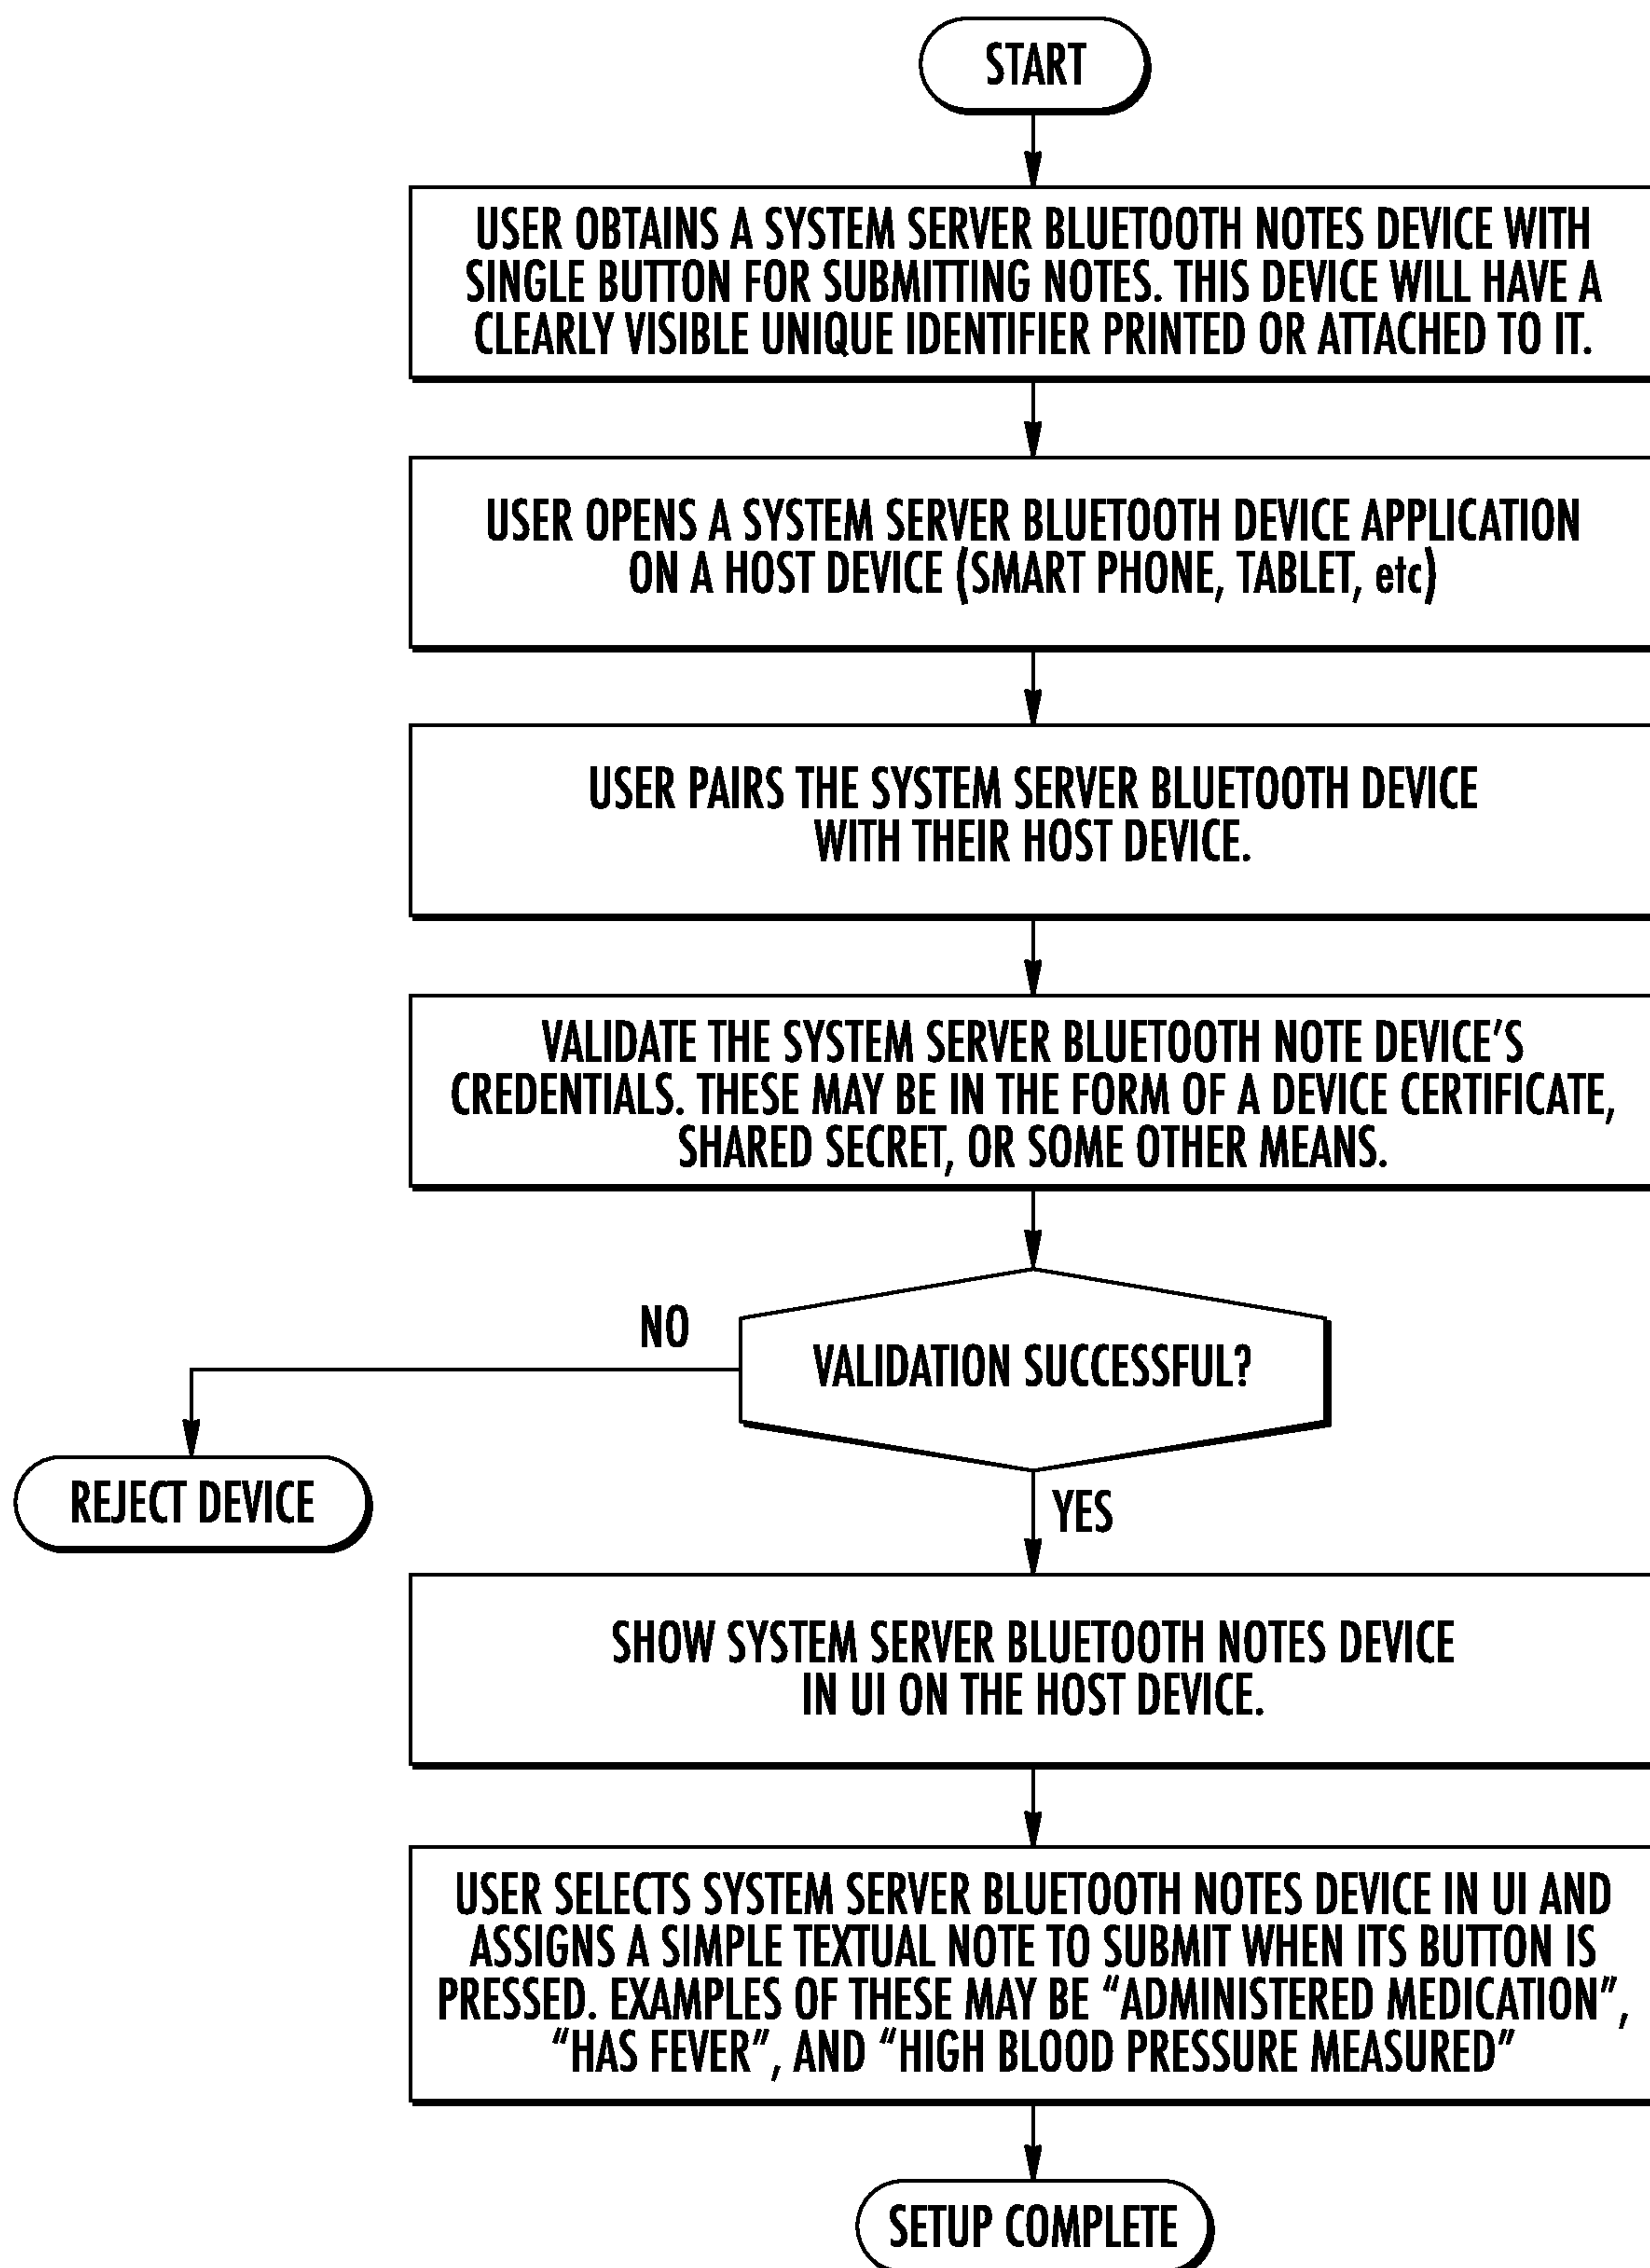 START
USER OBTAINS A SYSTEM SERVER BLUETOOTH NOTES DEVICE WITH
SINGLE BUTTON FOR SUBMITTING NOTES. THIS DEVICE WILL HAVE A
CLEARLY VISIBLE UNIQUE IDENTIFIER PRINTED OR ATTACHED TO IT.
USER OPENS A SYSTEM SERVER BLUETOOTH DEVICE APPLICATION
ON A HOST DEVICE (SMART PHONE, TABLET, etc)
USER PAIRS THE SYSTEM SERVER BLUETOOTH DEVICE
WITH THEIR HOST DEVICE.
VALIDATE THE SYSTEM SERVER BLUETOOTH NOTE DEVICE'S
CREDENTIALS. THESE MAY BE IN THE FORM OF A DEVICE CERTIFICATE,
SHARED SECRET, OR SOME OTHER MEANS.
NO
VALIDATION SUCCESSFUL?
REJECT DEVICE
YES
SHOW SYSTEM SERVER BLUETOOTH NOTES DEVICE
IN UI ON THE HOST DEVICE.
USER SELECTS SYSTEM SERVER BLUETOOTH NOTES DEVICE IN UI AND
ASSIGNS A SIMPLE TEXTUAL NOTE TO SUBMIT WHEN ITS BUTTON IS
PRESSED. EXAMPLES OF THESE MAY BE “ADMINISTERED MEDICATION”,
“HAS FEVER”, AND “HIGH BLOOD PRESSURE MEASURED”
SETUP COMPLETE